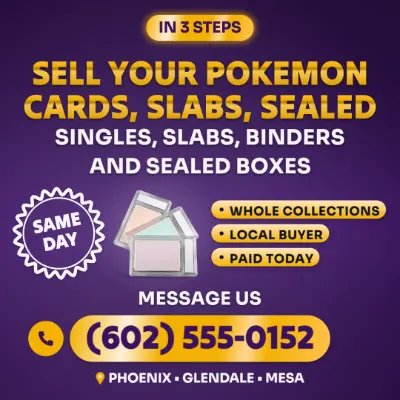 IN 3 STEPS
SELL YOUR POKEMON
CARDS, SLABS, SEALED
SINGLES, SLABS, BINDERS
AND SEALED BOXES
SAME
DAY
• WHOLE COLLECTIONS
• LOCAL BUYER
• PAID TODAY
MESSAGE US
(602) 555-0152
PHOENIX • GLENDALE • MESA